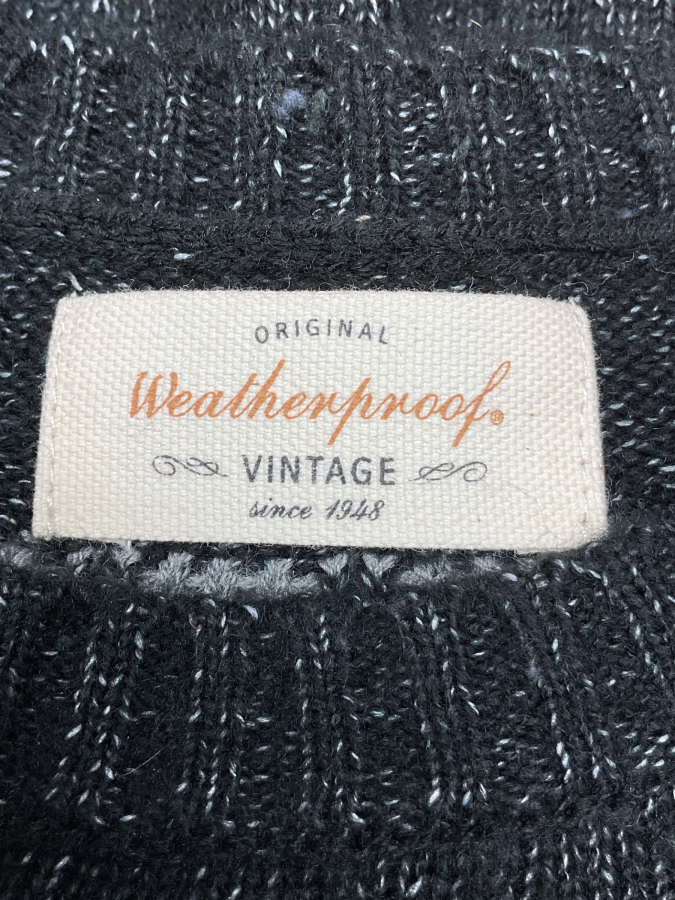 ORIGINAL
Weatherproof®
VINTAGE
since 1948